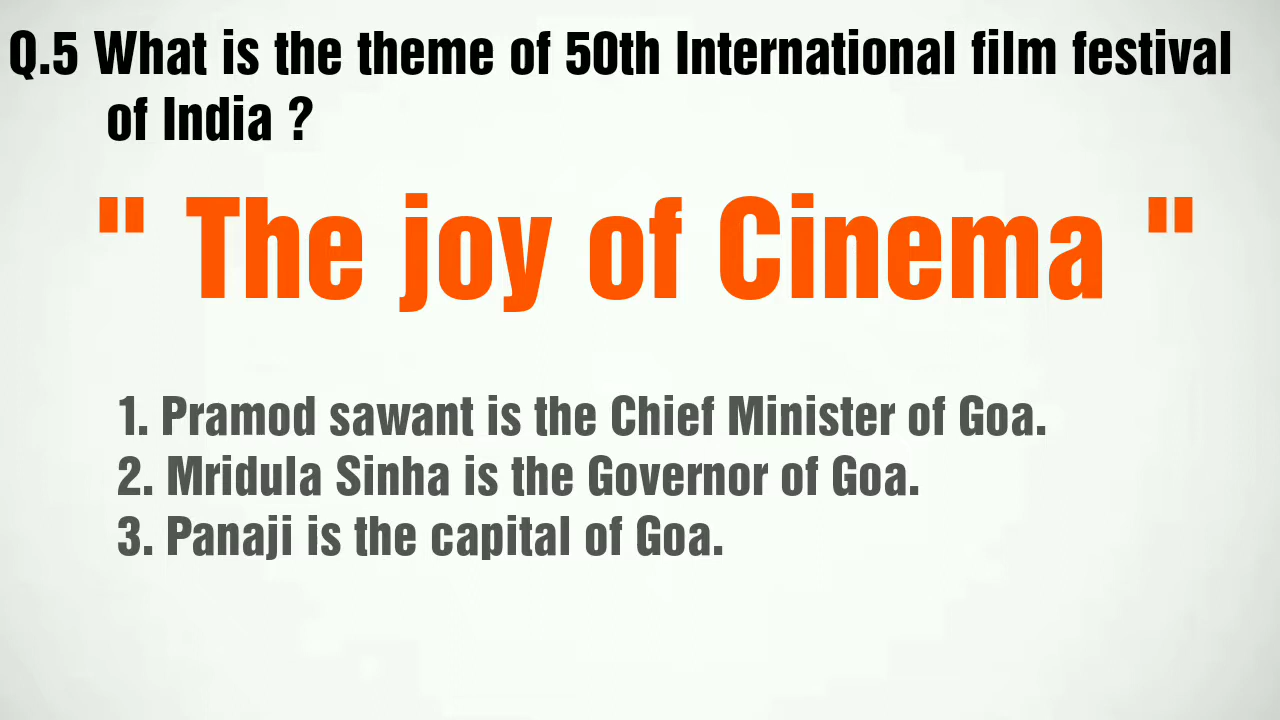 Q.5 What is the theme of 50th International film festival
of India ?
" The joy of Cinema "
1. Pramod sawant is the Chief Minister of Goa.
2. Mridula Sinha is the Governor of Goa.
3. Panaji is the capital of Goa.